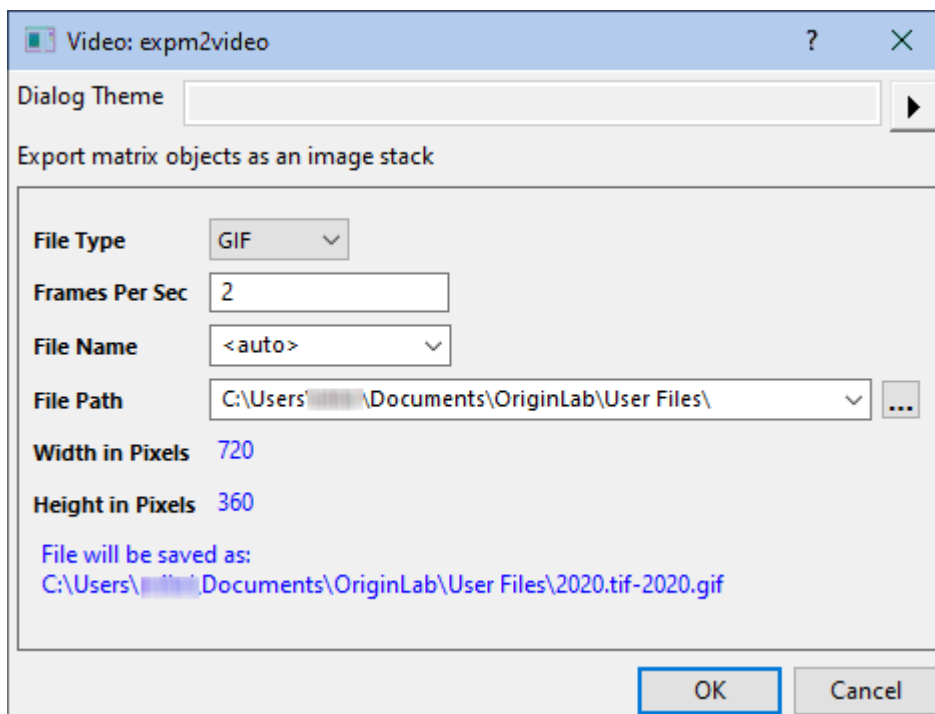 Video: expm2video ?
Dialog Theme
Export matrix objects as an image stack
File Type GIF
Frames Per Sec 2
File Name <auto>
File Path C:\Users\ \Documents\OriginLab\User Files\ ...
Width in Pixels 720
Height in Pixels 360
File will be saved as:
C:\Users\ \Documents\OriginLab\User Files\2020.tif-2020.gif
OK Cancel